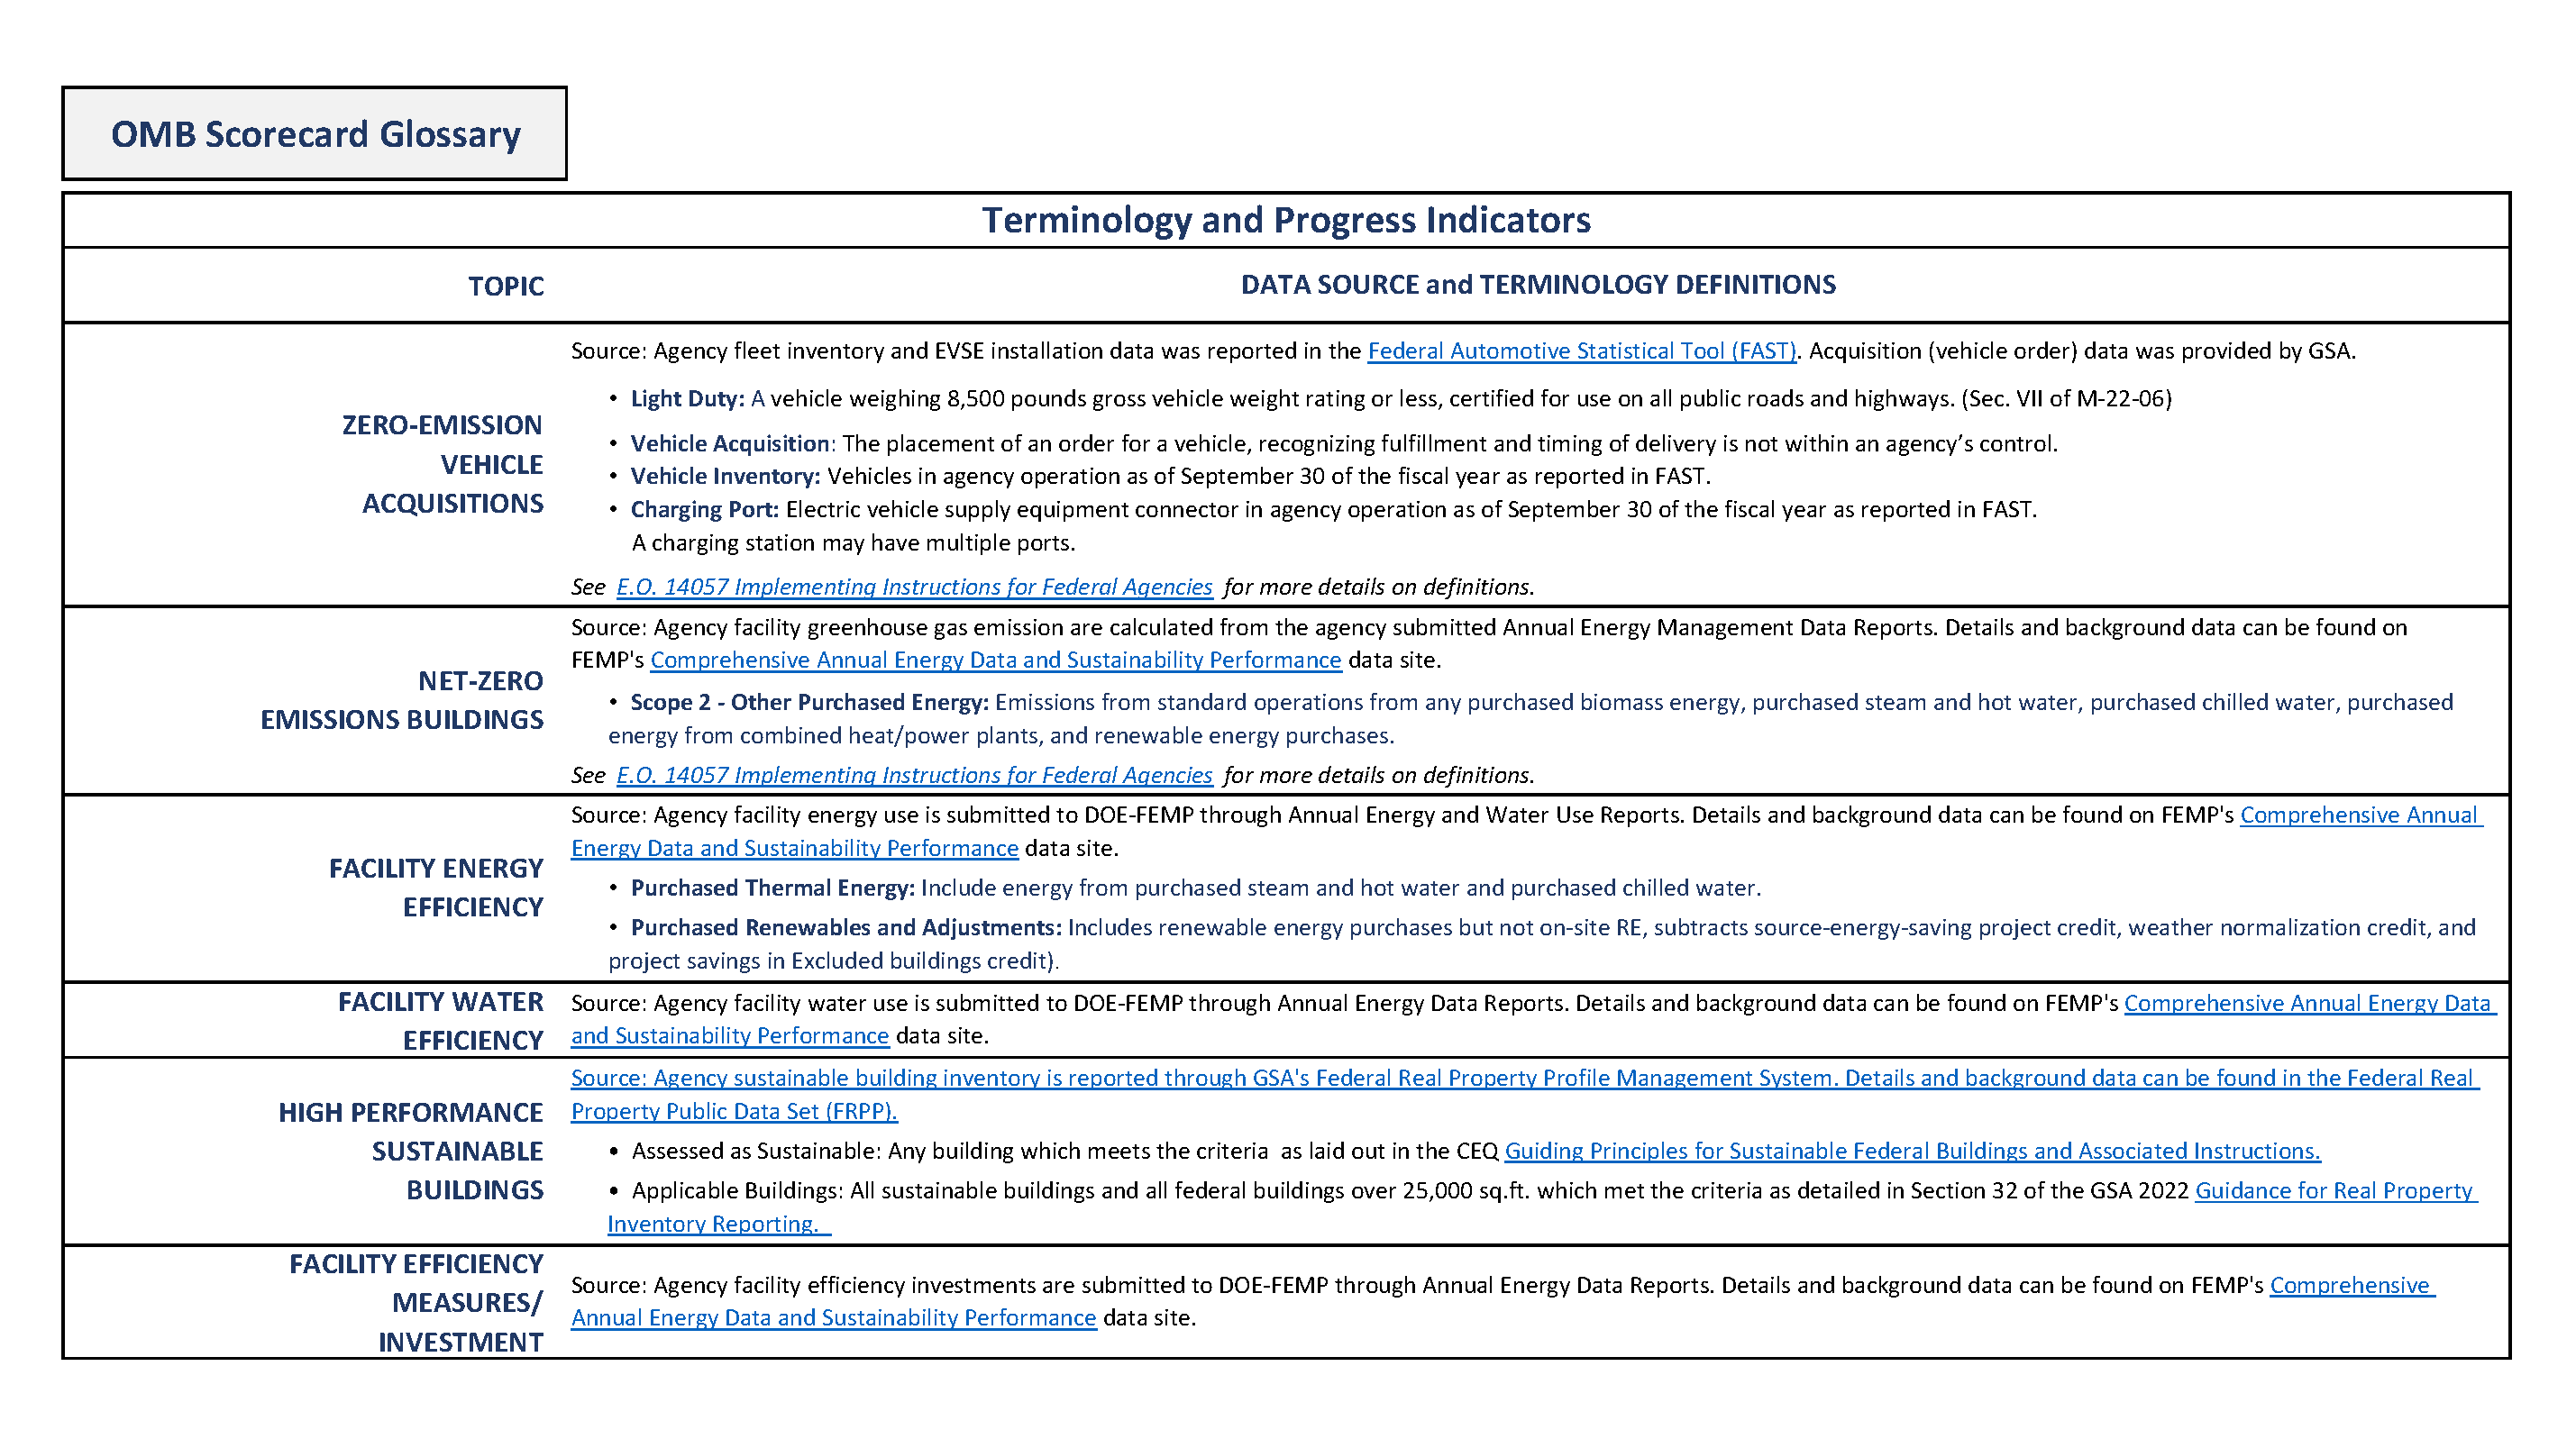 OMB Scorecard Glossary
Terminology and Progress Indicators
TOPIC
DATA SOURCE and TERMINOLOGY DEFINITIONS
ZERO-EMISSION
VEHICLE
ACQUISITIONS
Source: Agency fleet inventory and EVSE installation data was reported in the Federal Automotive Statistical Tool (FAST). Acquisition (vehicle order) data was provided by GSA.
• Light Duty: A vehicle weighing 8,500 pounds gross vehicle weight rating or less, certified for use on all public roads and highways. (Sec. VII of M-22-06)
• Vehicle Acquisition: The placement of an order for a vehicle, recognizing fulfillment and timing of delivery is not within an agency’s control.
• Vehicle Inventory: Vehicles in agency operation as of September 30 of the fiscal year as reported in FAST.
• Charging Port: Electric vehicle supply equipment connector in agency operation as of September 30 of the fiscal year as reported in FAST.
A charging station may have multiple ports.
See E.O. 14057 Implementing Instructions for Federal Agencies for more details on definitions.
NET-ZERO
EMISSIONS BUILDINGS
Source: Agency facility greenhouse gas emission are calculated from the agency submitted Annual Energy Management Data Reports. Details and background data can be found on
FEMP's Comprehensive Annual Energy Data and Sustainability Performance data site.
• Scope 2 - Other Purchased Energy: Emissions from standard operations from any purchased biomass energy, purchased steam and hot water, purchased chilled water, purchased
energy from combined heat/power plants, and renewable energy purchases.
See E.O. 14057 Implementing Instructions for Federal Agencies for more details on definitions.
FACILITY ENERGY
EFFICIENCY
Source: Agency facility energy use is submitted to DOE-FEMP through Annual Energy and Water Use Reports. Details and background data can be found on FEMP's Comprehensive Annual
Energy Data and Sustainability Performance data site.
• Purchased Thermal Energy: Include energy from purchased steam and hot water and purchased chilled water.
• Purchased Renewables and Adjustments: Includes renewable energy purchases but not on-site RE, subtracts source-energy-saving project credit, weather normalization credit, and
project savings in Excluded buildings credit).
FACILITY WATER
EFFICIENCY
Source: Agency facility water use is submitted to DOE-FEMP through Annual Energy Data Reports. Details and background data can be found on FEMP's Comprehensive Annual Energy Data
and Sustainability Performance data site.
HIGH PERFORMANCE
SUSTAINABLE
BUILDINGS
Source: Agency sustainable building inventory is reported through GSA's Federal Real Property Profile Management System. Details and background data can be found in the Federal Real
Property Public Data Set (FRPP).
• Assessed as Sustainable: Any building which meets the criteria as laid out in the CEQ Guiding Principles for Sustainable Federal Buildings and Associated Instructions.
• Applicable Buildings: All sustainable buildings and all federal buildings over 25,000 sq.ft. which met the criteria as detailed in Section 32 of the GSA 2022 Guidance for Real Property
Inventory Reporting.
FACILITY EFFICIENCY
MEASURES/
INVESTMENT
Source: Agency facility efficiency investments are submitted to DOE-FEMP through Annual Energy Data Reports. Details and background data can be found on FEMP's Comprehensive
Annual Energy Data and Sustainability Performance data site.